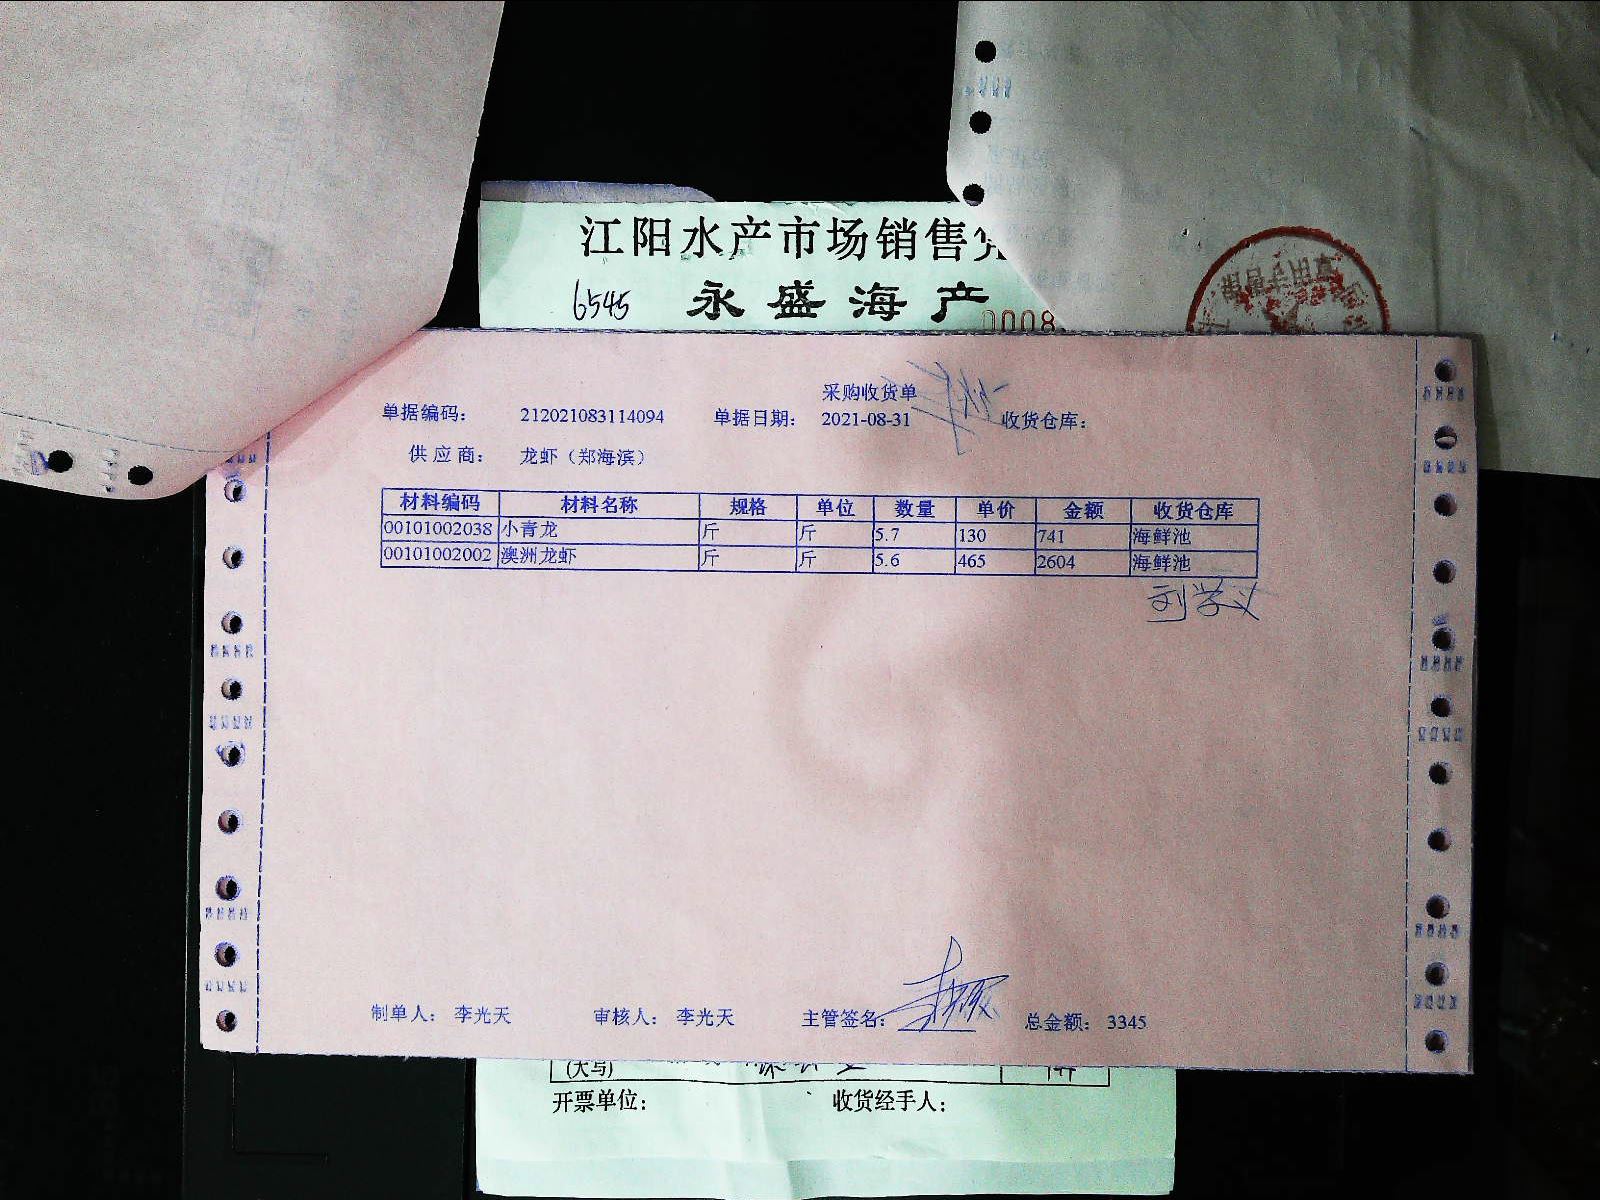 江阳水产市场销售
6545 永盛海产
0008
采购收货单
单据编码： 212021083114094 单据日期： 2021-08-31 收货仓库：
供应商： 龙虾（郑海滨）
材料编码 材料名称 规格 单位 数量 单价 金额 收货仓库
00101002038 小青龙 斤 斤 5.7 130 741 海鲜池
00101002002 澳洲龙虾 斤 斤 5.6 465 2604 海鲜池
刘学义
制单人： 李光天 审核人： 李光天 主管签名： 总金额： 3345
(大写)
开票单位： 收货经手人：